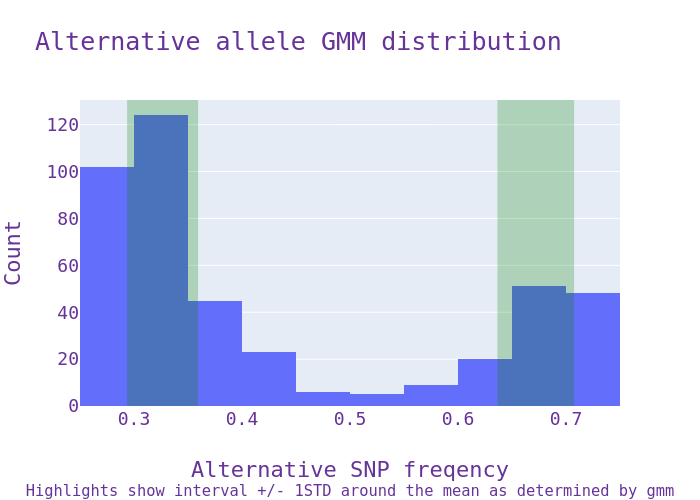 Alternative allele GMM distribution
120
100
80
60
40
20
0
Count
0.3 0.4 0.5 0.6 0.7
Alternative SNP freqency
Highlights show interval +/- 1STD around the mean as determined by gmm